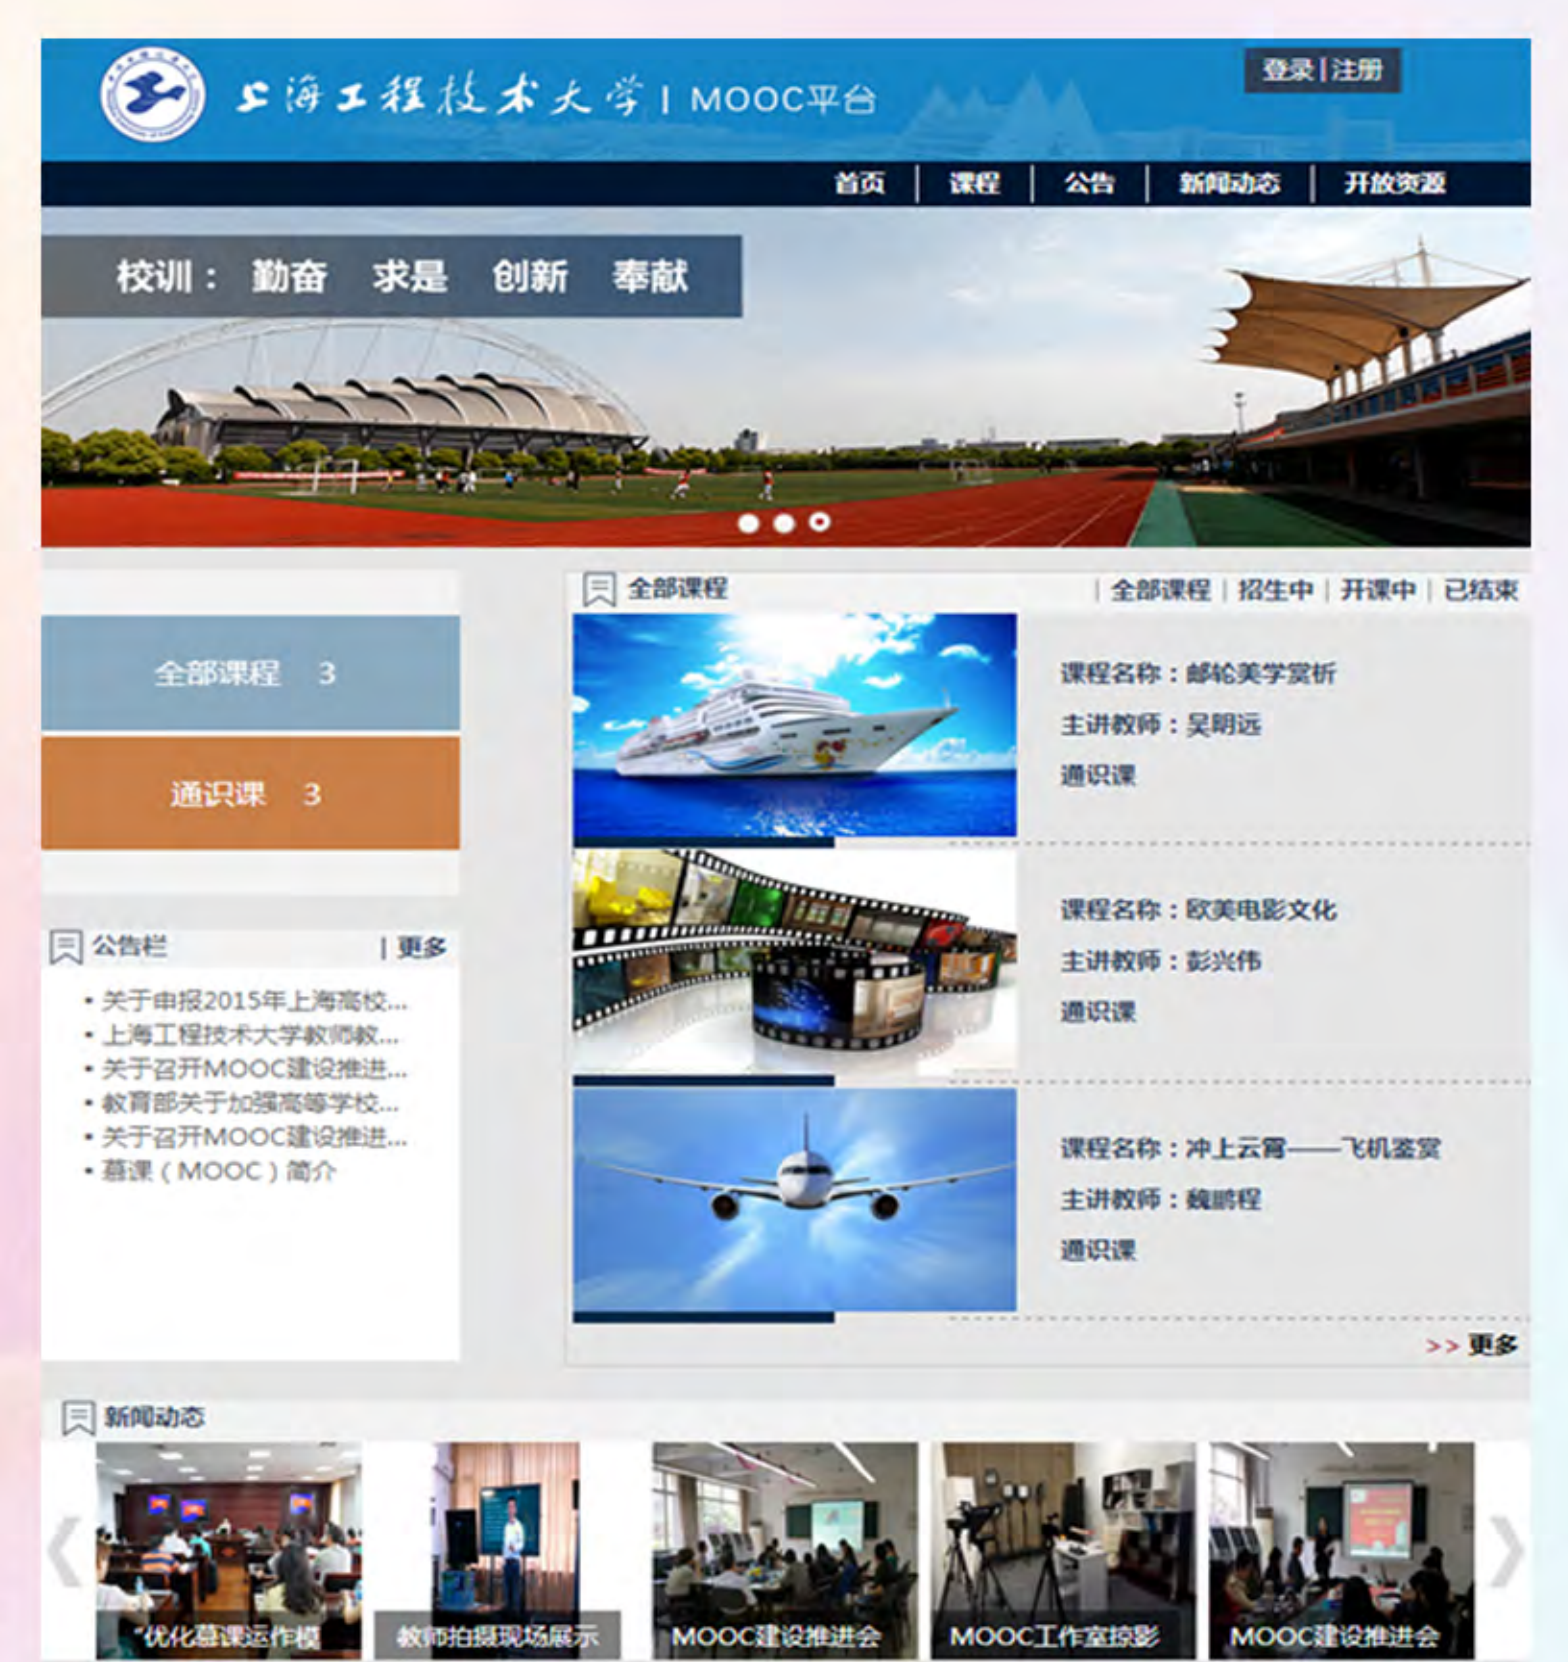 上海工程技术大学 | MOOC平台
登录 | 注册
首页 | 课程 | 公告 | 新闻动态 | 开放资源
校训： 勤奋 求是 创新 奉献
全部课程 3
通识课 3
公告栏 | 更多
• 关于申报2015年上海高校...
• 上海工程技术大学教师教...
• 关于召开MOOC建设推进...
• 教育部关于加强高等学校...
• 关于召开MOOC建设推进...
• 慕课（MOOC）简介
全部课程 | 全部课程 | 招生中 | 开课中 | 已结束
课程名称：邮轮美学赏析
主讲教师：吴明远
通识课
课程名称：欧美电影文化
主讲教师：彭兴伟
通识课
课程名称：冲上云霄——飞机鉴赏
主讲教师：魏鹏程
通识课
>> 更多
新闻动态
“优化慕课运作模
教师拍摄现场展示
MOOC建设推进会
MOOC工作室掠影
MOOC建设推进会